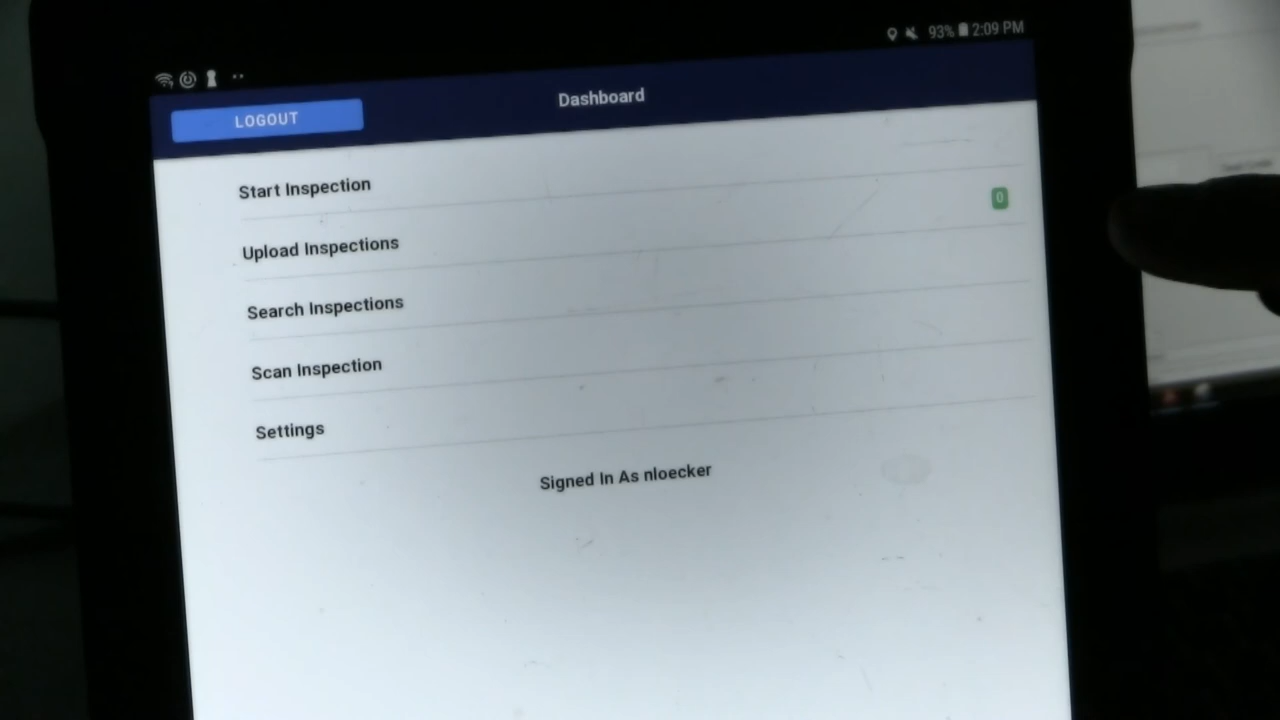 93% 2:09 PM
LOGOUT
Dashboard
Start Inspection
Upload Inspections 0
Search Inspections
Scan Inspection
Settings
Signed In As nloecker